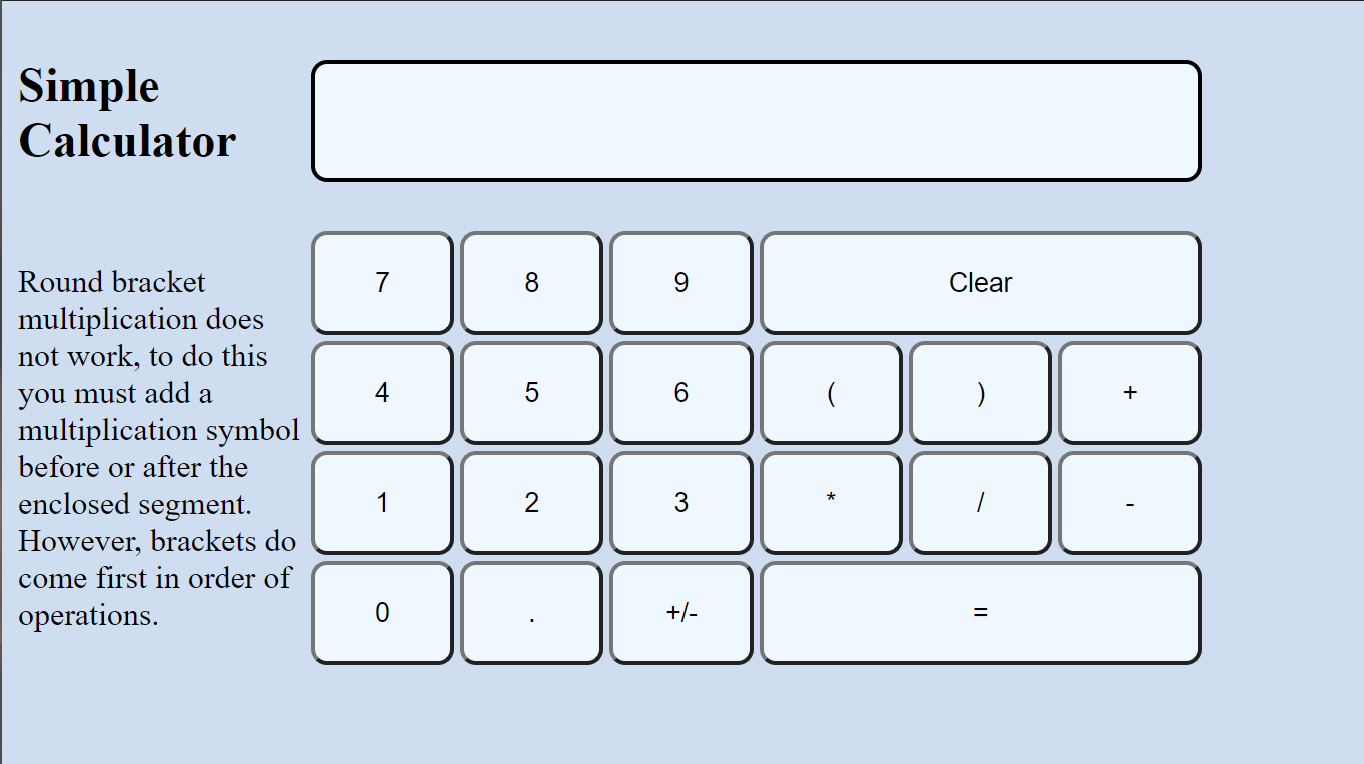 Simple
Calculator
Round bracket
multiplication does
not work, to do this
you must add a
multiplication symbol
before or after the
enclosed segment.
However, brackets do
come first in order of
operations.
7 8 9 Clear
4 5 6 ( ) +
1 2 3 * / -
0 . +/- =